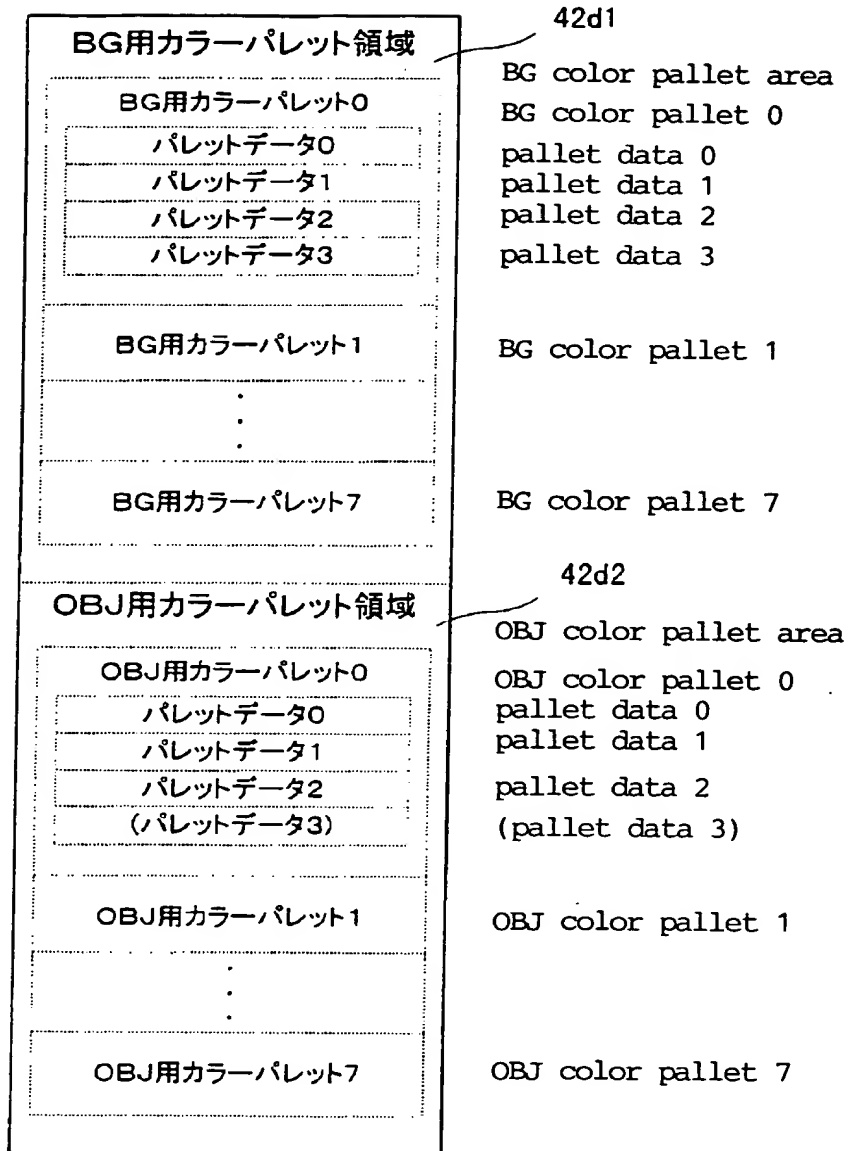 42d1
BG用カラーパレット領域
BG color pallet area
BG用カラーパレット0
BG color pallet 0
パレットデータ0
pallet data 0
パレットデータ1
pallet data 1
パレットデータ2
pallet data 2
パレットデータ3
pallet data 3
BG用カラーパレット1
BG color pallet 1
BG用カラーパレット7
BG color pallet 7
42d2
OBJ用カラーパレット領域
OBJ color pallet area
OBJ用カラーパレット0
OBJ color pallet 0
パレットデータ0
pallet data 0
パレットデータ1
pallet data 1
パレットデータ2
pallet data 2
(パレットデータ3)
(pallet data 3)
OBJ用カラーパレット1
OBJ color pallet 1
OBJ用カラーパレット7
OBJ color pallet 7